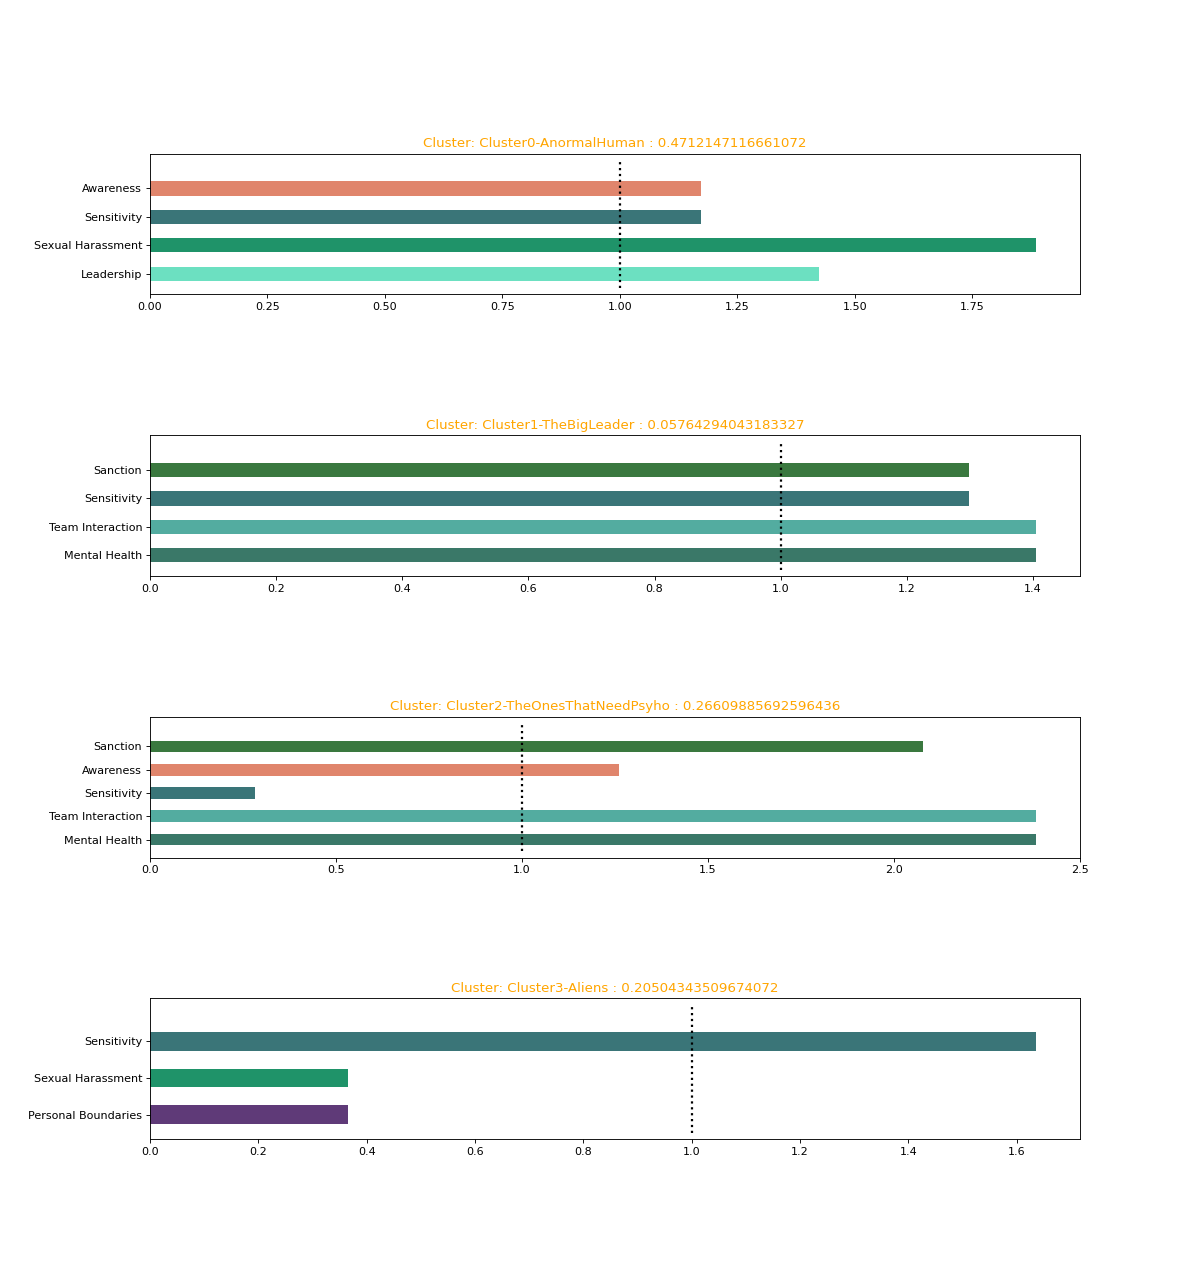 Cluster: Cluster0-AnormalHuman : 0.4712147116661072
Awareness
Sensitivity
Sexual Harassment
Leadership
0.00 0.25 0.50 0.75 1.00 1.25 1.50 1.75
Cluster: Cluster1-TheBigLeader : 0.05764294043183327
Sanction
Sensitivity
Team Interaction
Mental Health
0.0 0.2 0.4 0.6 0.8 1.0 1.2 1.4
Cluster: Cluster2-TheOnesThatNeedPsyho : 0.26609885692596436
Sanction
Awareness
Sensitivity
Team Interaction
Mental Health
0.0 0.5 1.0 1.5 2.0 2.5
Cluster: Cluster3-Aliens : 0.20504343509674072
Sensitivity
Sexual Harassment
Personal Boundaries
0.0 0.2 0.4 0.6 0.8 1.0 1.2 1.4 1.6